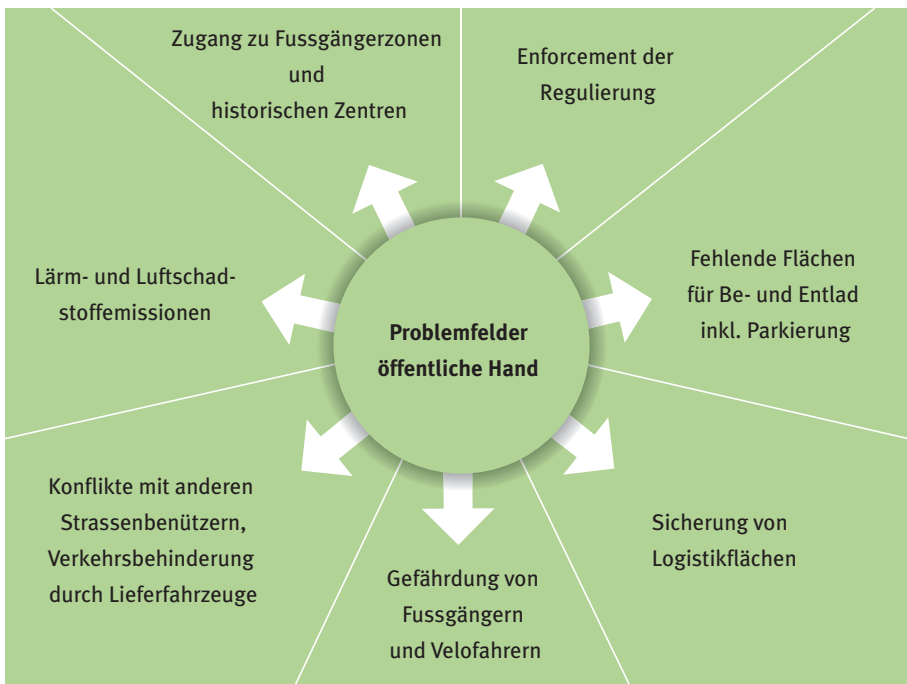 Zugang zu Fussgängerzonen
und
historischen Zentren
Enforcement der
Regulierung
Fehlende Flächen
für Be- und Entlad
inkl. Parkierung
Sicherung von
Logistikflächen
Gefährdung von
Fussgängern
und Velofahrern
Konflikte mit anderen
Strassenbenützern,
Verkehrsbehinderung
durch Lieferfahrzeuge
Lärm- und Luftschad-
stoffemissionen
Problemfelder
öffentliche Hand